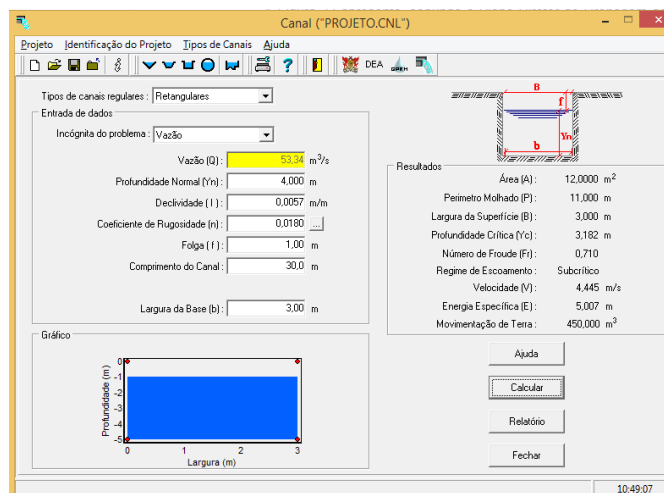 Canal ("PROJETO.CNL")
Projeto Identificação do Projeto Tipos de Canais Ajuda
? DEA GPRH
Tipos de canais regulares : Retangulares
Entrada de dados
Incógnita do problema : Vazão
Vazão (Q) : 53,34 m³/s
Profundidade Normal (Yn) : 4,000 m
Declividade ( I ) : 0,0057 m/m
Coeficiente de Rugosidade (n) : 0,0180 ...
Folga ( f ) : 1,00 m
Comprimento do Canal : 30,0 m
Largura da Base (b) : 3,00 m
B
f
Yn
b
Resultados
Área (A) : 12,0000 m²
Perímetro Molhado (P) : 11,000 m
Largura da Superfície (B) : 3,000 m
Profundidade Crítica (Yc) : 3,182 m
Número de Froude (Fr) : 0,710
Regime de Escoamento : Subcrítico
Velocidade (V) : 4,445 m/s
Energia Específica (E) : 5,007 m
Movimentação de Terra : 450,000 m³
Gráfico
Profundidade (m)
0
-1
-2
-3
-4
-5
0 1 2 3
Largura (m)
Ajuda
Calcular
Relatório
Fechar
10:49:07